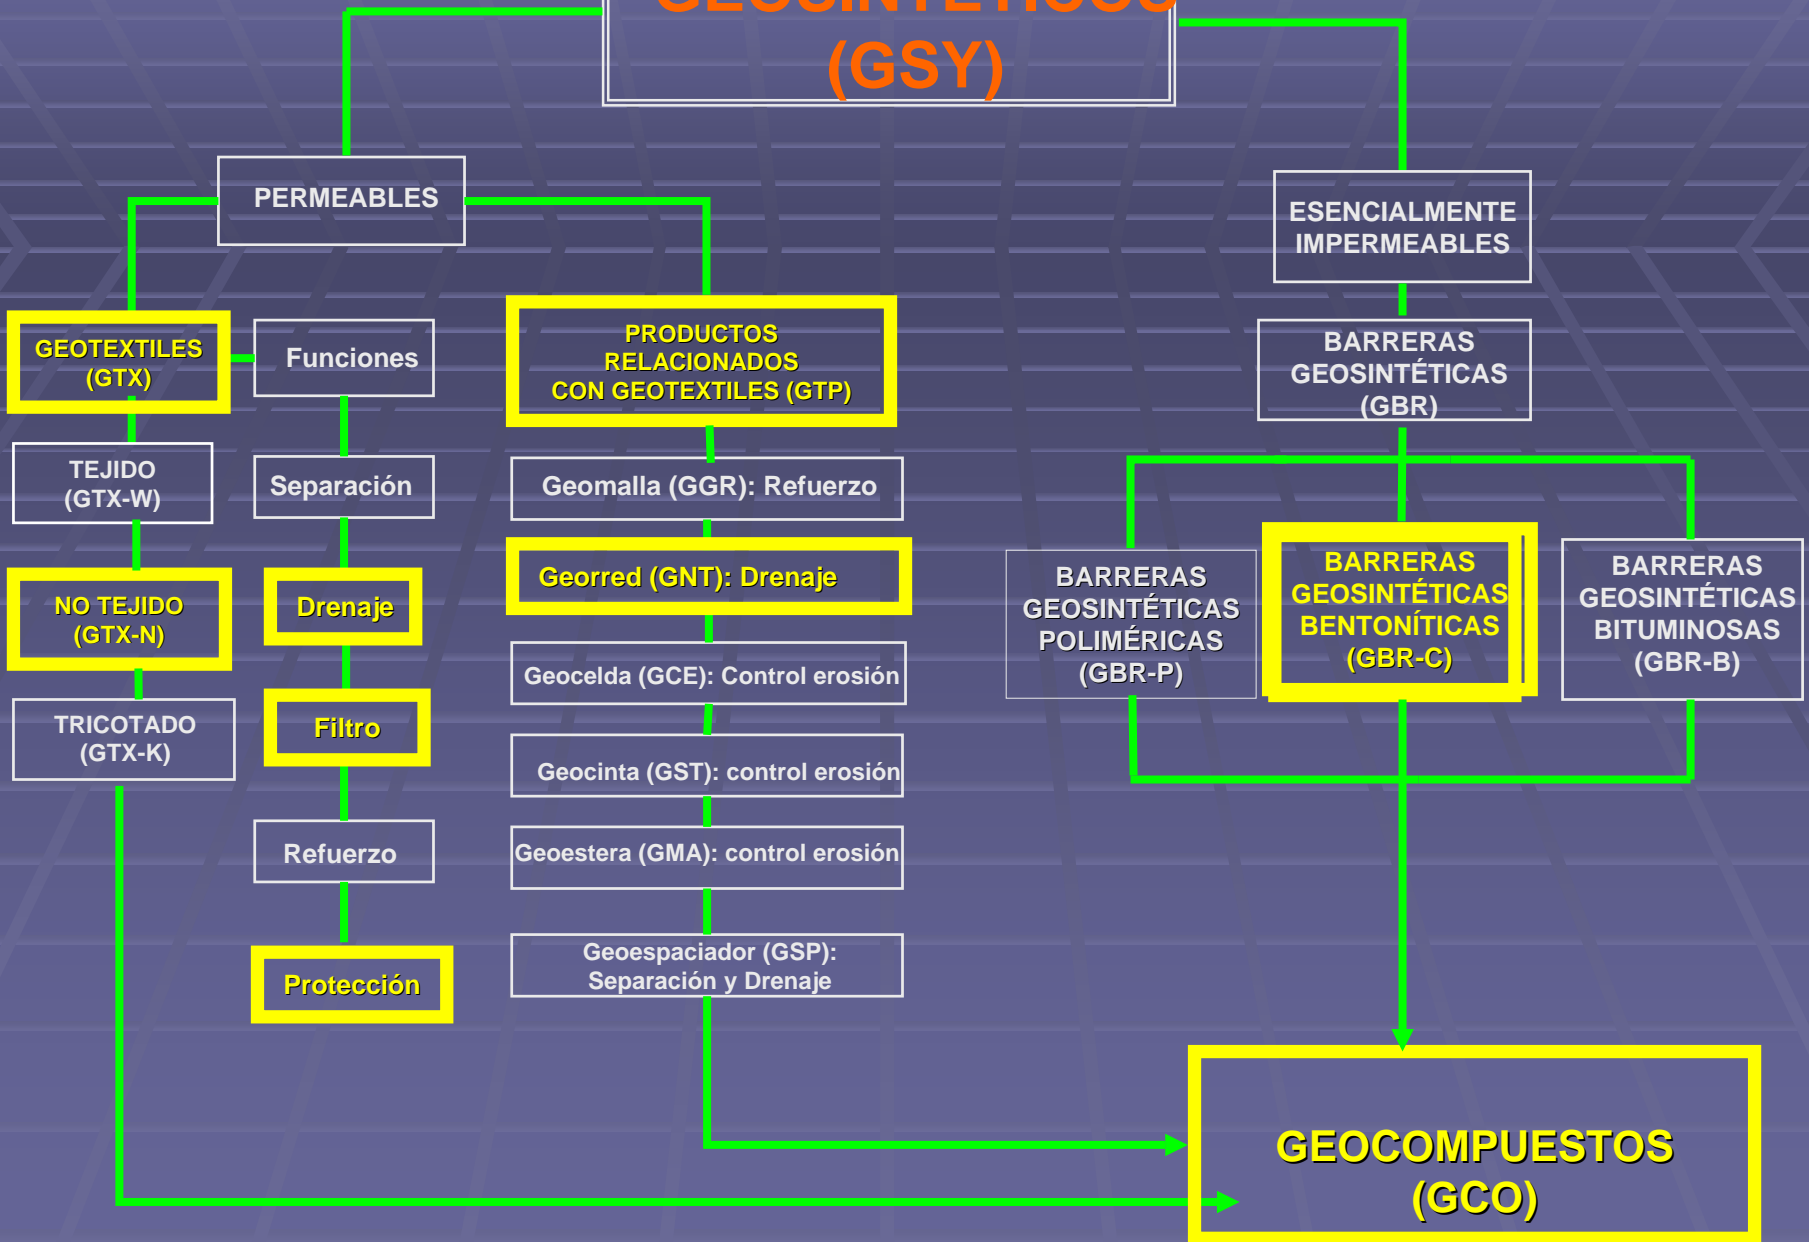 GEOSINTÉTICOS
(GSY)
PERMEABLES
ESENCIALMENTE
IMPERMEABLES
GEOTEXTILES
(GTX)
Funciones
PRODUCTOS
RELACIONADOS
CON GEOTEXTILES (GTP)
BARRERAS
GEOSINTÉTICAS
(GBR)
TEJIDO
(GTX-W)
NO TEJIDO
(GTX-N)
TRICOTADO
(GTX-K)
Separación
Drenaje
Filtro
Refuerzo
Protección
Geomalla (GGR): Refuerzo
Georred (GNT): Drenaje
Geocelda (GCE): Control erosión
Geocinta (GST): control erosión
Geoestera (GMA): control erosión
Geoespaciador (GSP):
Separación y Drenaje
BARRERAS
GEOSINTÉTICAS
POLIMÉRICAS
(GBR-P)
BARRERAS
GEOSINTÉTICAS
BENTONÍTICAS
(GBR-C)
BARRERAS
GEOSINTÉTICAS
BITUMINOSAS
(GBR-B)
GEOCOMPUESTOS
(GCO)